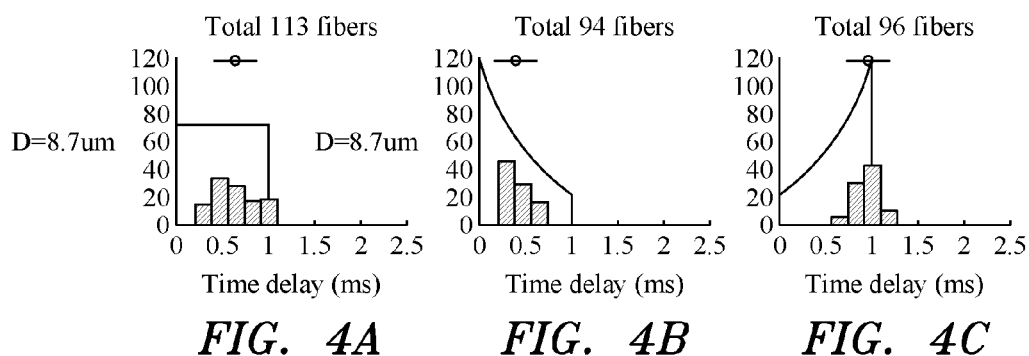 Total 113 fibers Total 94 fibers Total 96 fibers
120 120 120
100 100 100
80 80 80
D=8.7um 60 D=8.7um 60 60
40 40 40
20 20 20
0 0 0
0 0.5 1 1.5 2 2.5 0 0.5 1 1.5 2 2.5 0 0.5 1 1.5 2 2.5
Time delay (ms) Time delay (ms) Time delay (ms)
FIG. 4A FIG. 4B FIG. 4C